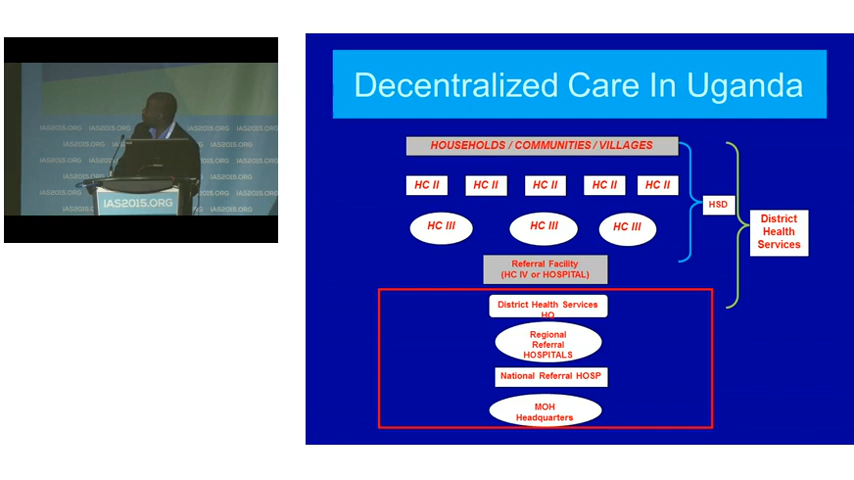 IAS2015.ORG IAS2015.ORG IAS2015.ORG
IAS2015.ORG
IAS2015.ORG
Decentralized Care In Uganda
HOUSEHOLDS / COMMUNITIES / VILLAGES
HC II HC II HC II HC II HC II
HSD
HC III HC III HC III
District
Health
Services
Referral Facility
(HC IV or HOSPITAL)
District Health Services
HQ
Regional
Referral
HOSPITALS
National Referral HOSP
MOH
Headquarters